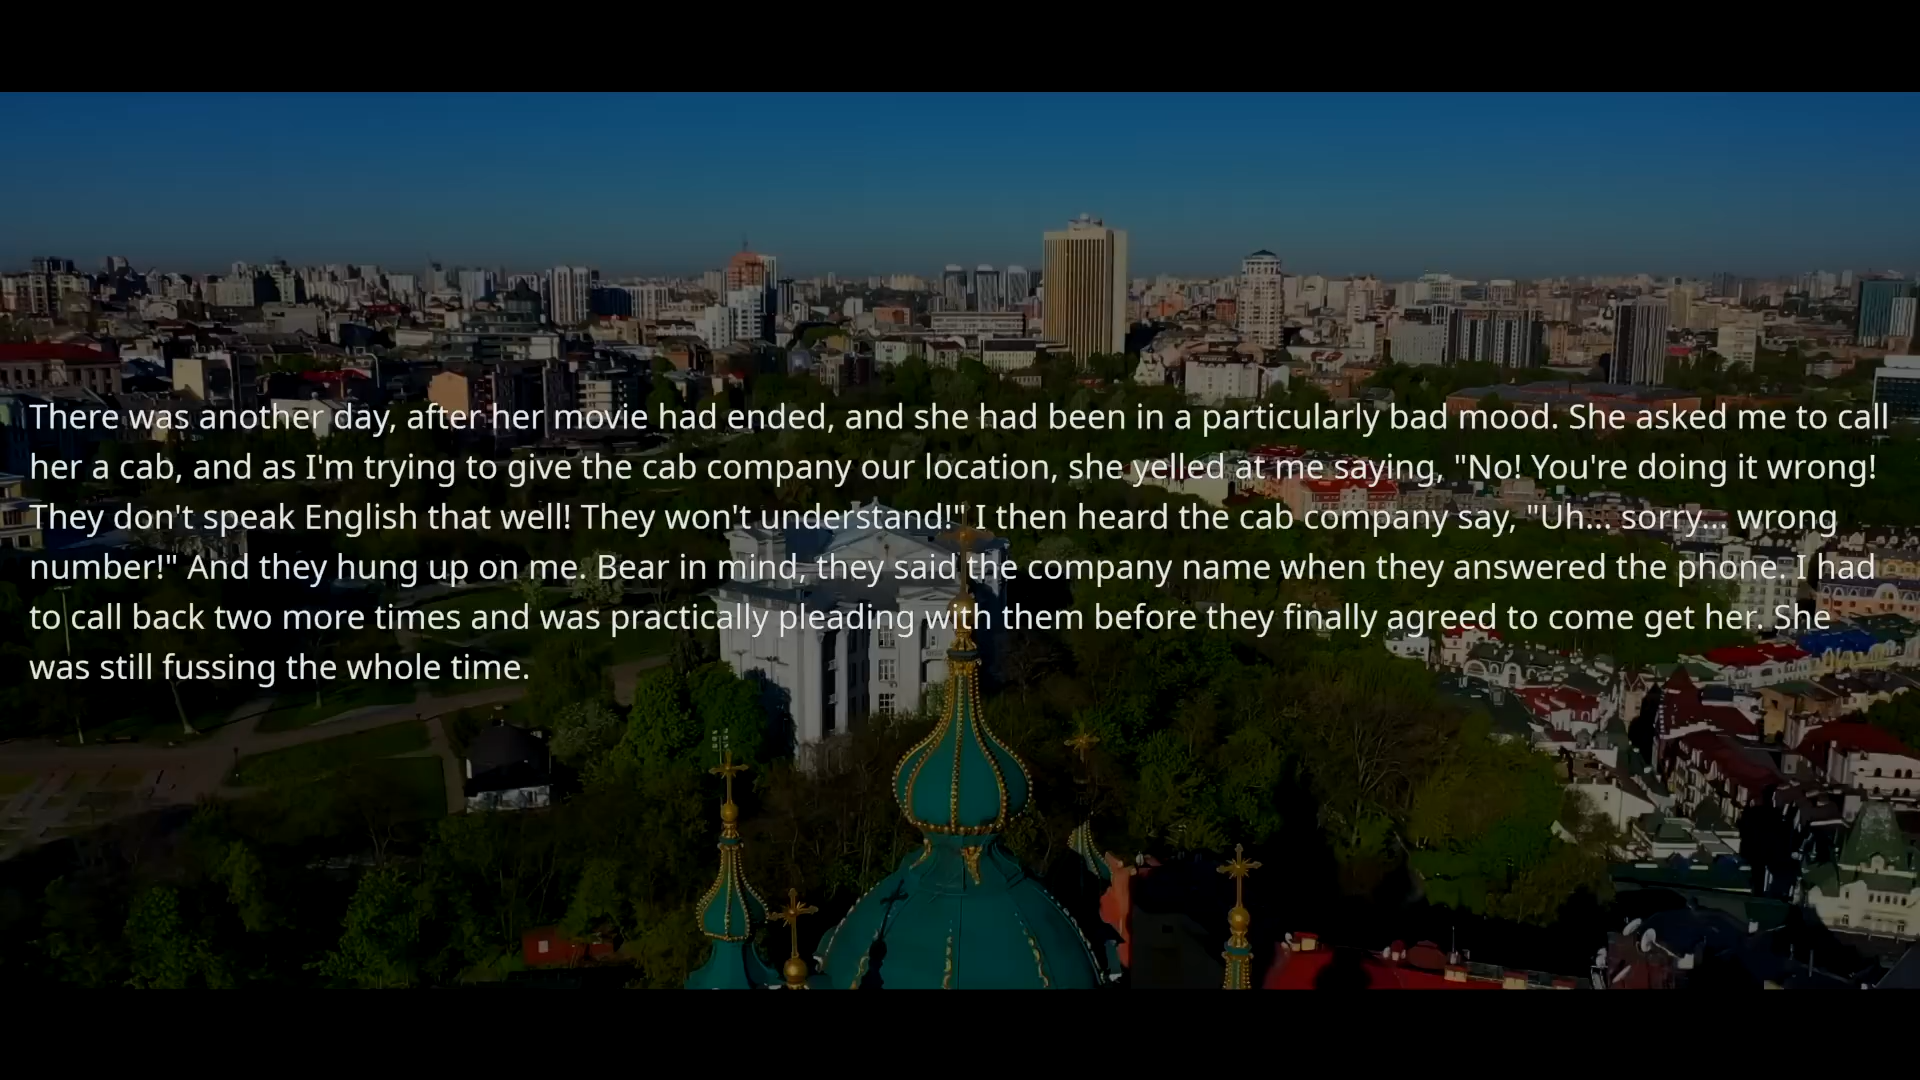 There was another day, after her movie had ended, and she had been in a particularly bad mood. She asked me to call
her a cab, and as I'm trying to give the cab company our location, she yelled at me saying, "No! You're doing it wrong!
They don't speak English that well! They won't understand!" I then heard the cab company say, "Uh... sorry... wrong
number!" And they hung up on me. Bear in mind, they said the company name when they answered the phone. I had
to call back two more times and was practically pleading with them before they finally agreed to come get her. She
was still fussing the whole time.